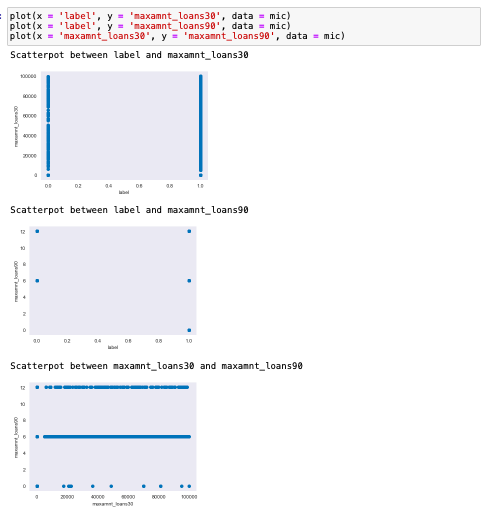 plot(x = 'label', y = 'maxamnt_loans30', data = mic)
plot(x = 'label', y = 'maxamnt_loans90', data = mic)
plot(x = 'maxamnt_loans30', y = 'maxamnt_loans90', data = mic)
Scatterpot between label and maxamnt_loans30
100000
80000
60000
40000
20000
0
maxamnt_loans30
0.0 0.2 0.4 0.6 0.8 1.0
label
Scatterpot between label and maxamnt_loans90
12
10
8
6
4
2
0
maxamnt_loans90
0.0 0.2 0.4 0.6 0.8 1.0
label
Scatterpot between maxamnt_loans30 and maxamnt_loans90
12
10
8
6
4
2
0
maxamnt_loans90
0 20000 40000 60000 80000 100000
maxamnt_loans30